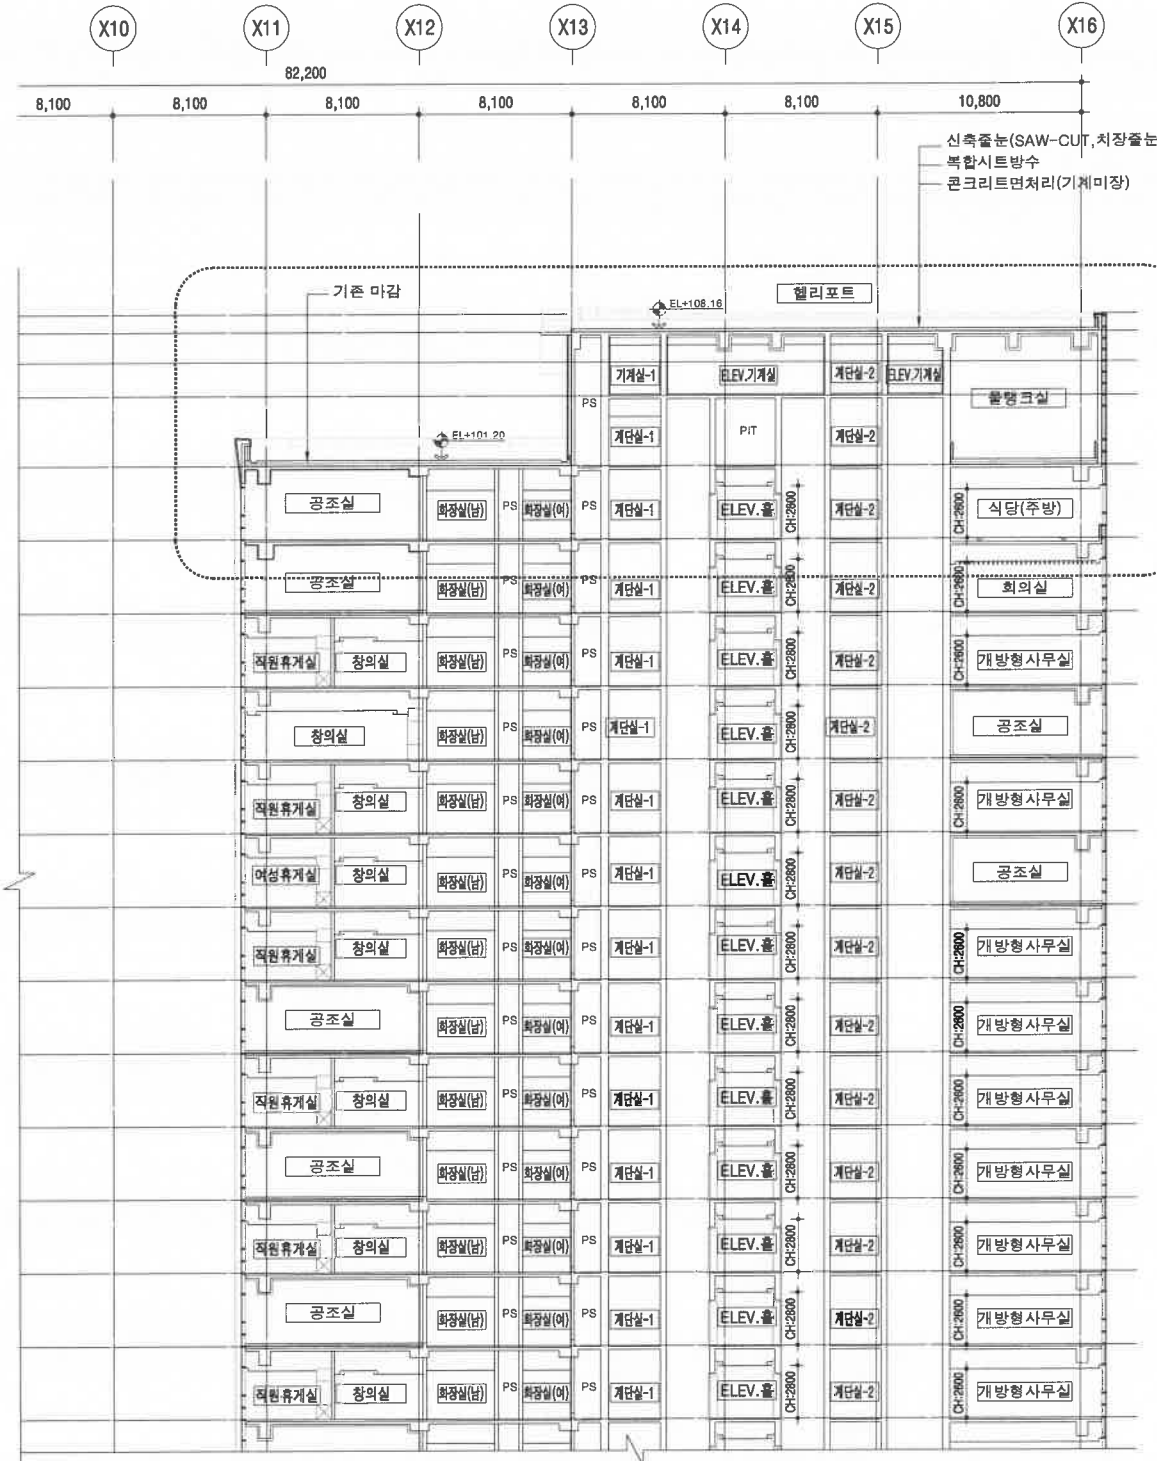 X10 X11 X12 X13 X14 X15 X16
82,200
8,100 8,100 8,100 8,100 8,100 8,100 10,800
신축줄눈(SAW-CUT,치장줄눈
복합시트방수
콘크리트면처리(기계미장)
기존 마감
헬리포트
EL+108.16
기계실-1 ELEV.기계실 계단실-2 ELEV.기계실
PS 물탱크실
계단실-1 PIT 계단실-2
EL+101.20
공조실 화장실(남) PS 화장실(여) PS 계단실-1 ELEV.홀 CH:2800 계단실-2 CH:2600 식당(주방)
공조실 화장실(남) PS 화장실(여) PS 계단실-1 ELEV.홀 CH:2800 계단실-2 CH:2600 회의실
직원휴게실 창의실 화장실(남) PS 화장실(여) PS 계단실-1 ELEV.홀 CH:2800 계단실-2 CH:2600 개방형사무실
창의실 화장실(남) PS 화장실(여) PS 계단실-1 ELEV.홀 CH:2800 계단실-2 공조실
직원휴게실 창의실 화장실(남) PS 화장실(여) PS 계단실-1 ELEV.홀 CH:2800 계단실-2 CH:2600 개방형사무실
여성휴게실 창의실 화장실(남) PS 화장실(여) PS 계단실-1 ELEV.홀 CH:2800 계단실-2 공조실
직원휴게실 창의실 화장실(남) PS 화장실(여) PS 계단실-1 ELEV.홀 CH:2800 계단실-2 CH:2600 개방형사무실
공조실 화장실(남) PS 화장실(여) PS 계단실-1 ELEV.홀 CH:2800 계단실-2 CH:2600 개방형사무실
직원휴게실 창의실 화장실(남) PS 화장실(여) PS 계단실-1 ELEV.홀 CH:2800 계단실-2 CH:2600 개방형사무실
공조실 화장실(남) PS 화장실(여) PS 계단실-1 ELEV.홀 CH:2800 계단실-2 CH:2600 개방형사무실
직원휴게실 창의실 화장실(남) PS 화장실(여) PS 계단실-1 ELEV.홀 CH:2800 계단실-2 CH:2600 개방형사무실
공조실 화장실(남) PS 화장실(여) PS 계단실-1 ELEV.홀 CH:2800 계단실-2 CH:2600 개방형사무실
직원휴게실 창의실 화장실(남) PS 화장실(여) PS 계단실-1 ELEV.홀 CH:2800 계단실-2 CH:2600 개방형사무실